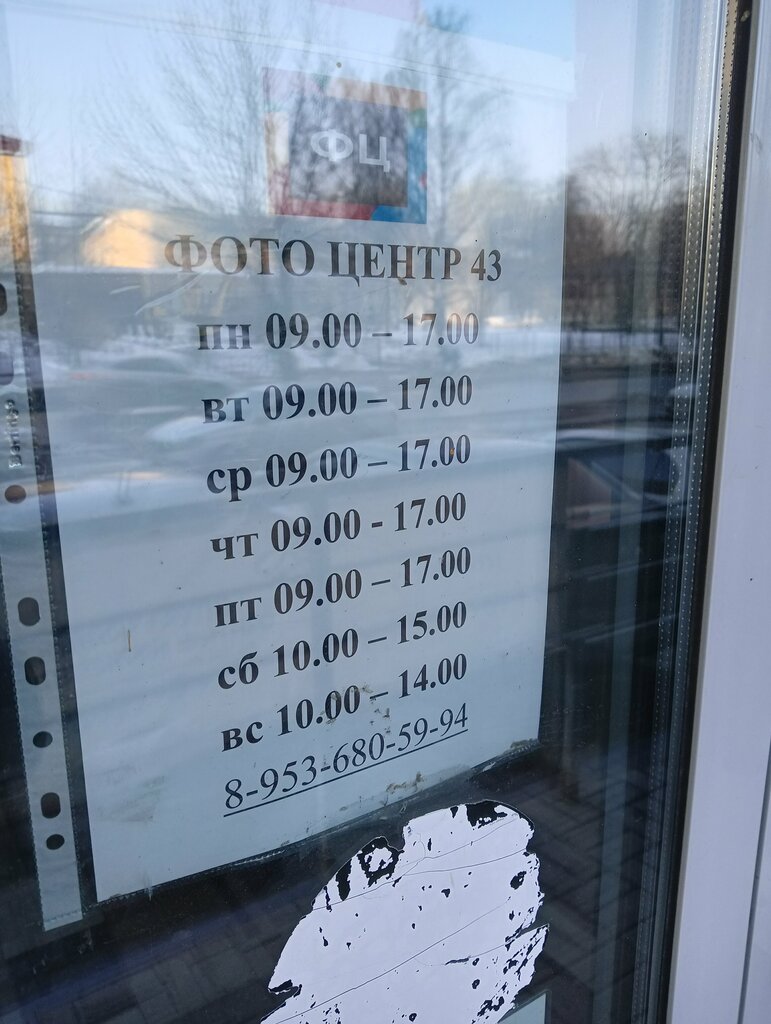 ФЦ
ФОТО ЦЕНТР 43
пн 09.00 – 17.00
вт 09.00 – 17.00
ср 09.00 – 17.00
чт 09.00 - 17.00
пт 09.00 – 17.00
сб 10.00 – 15.00
вс 10.00 – 14.00
8-953-680-59-94